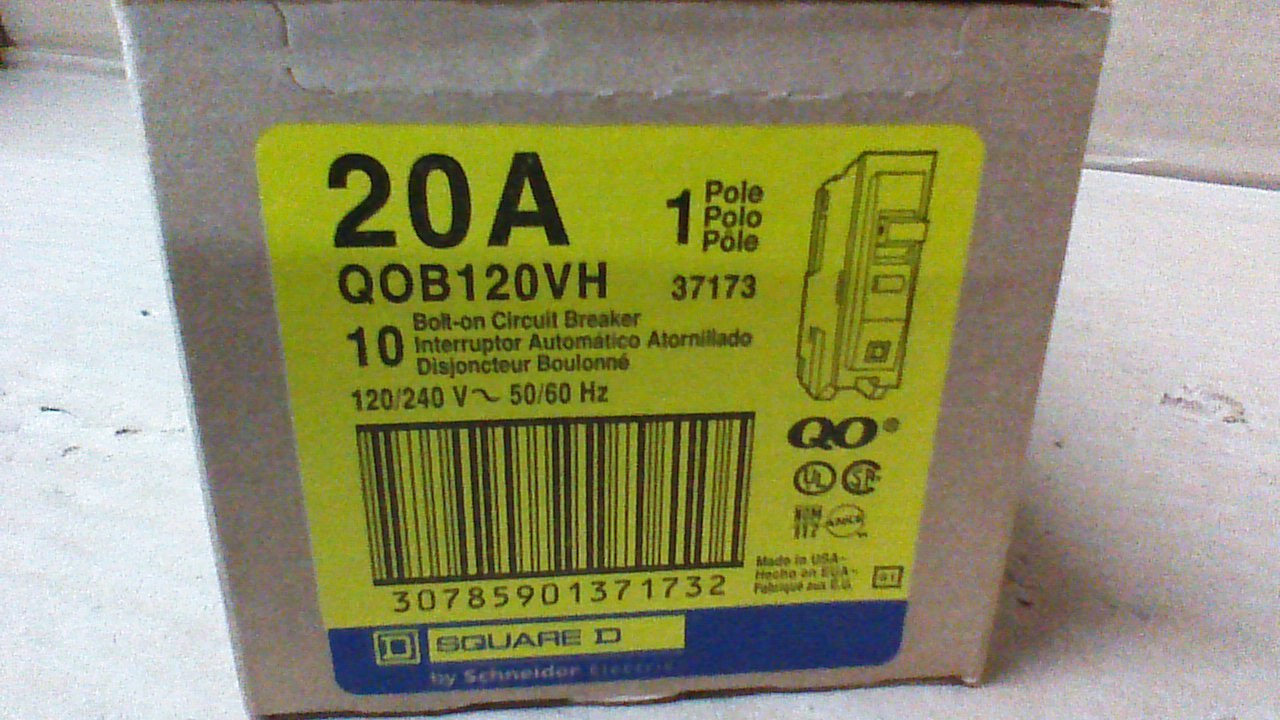 20A
1 Pole
Polo
Pôle
QOB120VH 37173
10 Bolt-on Circuit Breaker
Interruptor Automático Atornillado
Disjoncteur Boulonné
120/240 V~ 50/60 Hz
QO®
UL
30785901371732
Made in USA
Hecho en EUA
Fabriqué aux É.U.
SQUARE D
by Schneider Electric